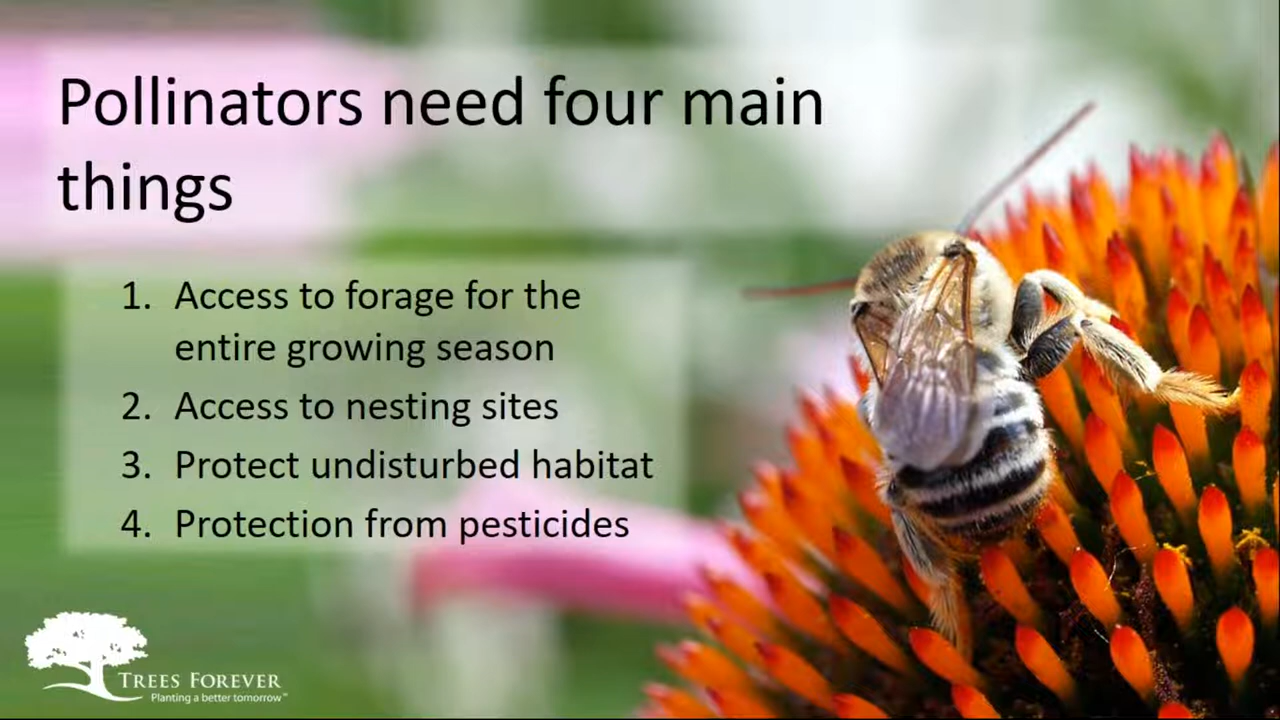 Pollinators need four main
things
1. Access to forage for the
entire growing season
2. Access to nesting sites
3. Protect undisturbed habitat
4. Protection from pesticides
TREES FOREVER
Planting a better tomorrow™